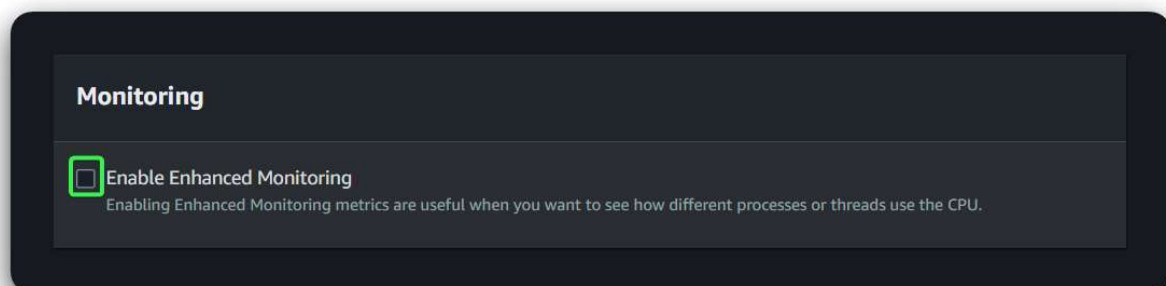 Monitoring
Enable Enhanced Monitoring
Enabling Enhanced Monitoring metrics are useful when you want to see how different processes or threads use the CPU.